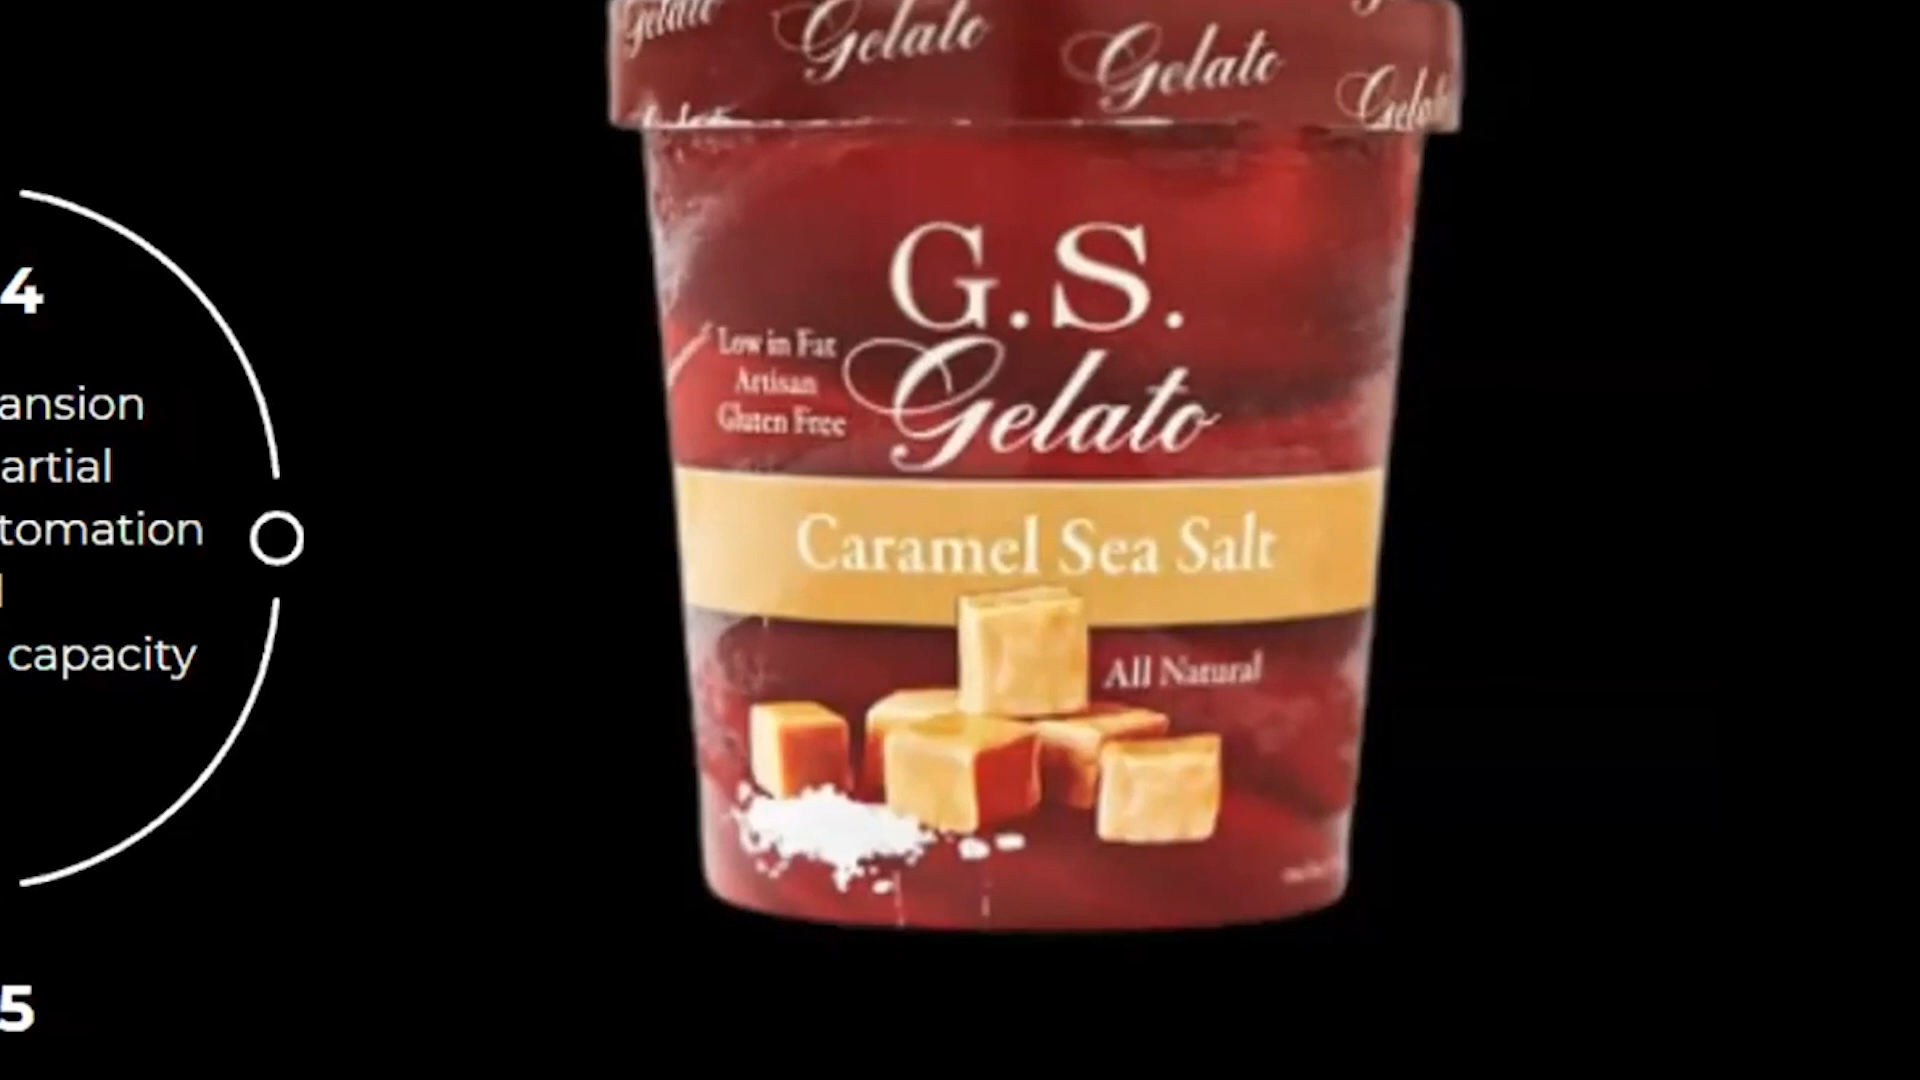 Gelato
Gelato
Gelato
Gelato
4
ansion
artial
tomation
capacity
5
G.S.
Gelato
Low in Fat
Artisan
Gluten Free
Caramel Sea Salt
All Natural